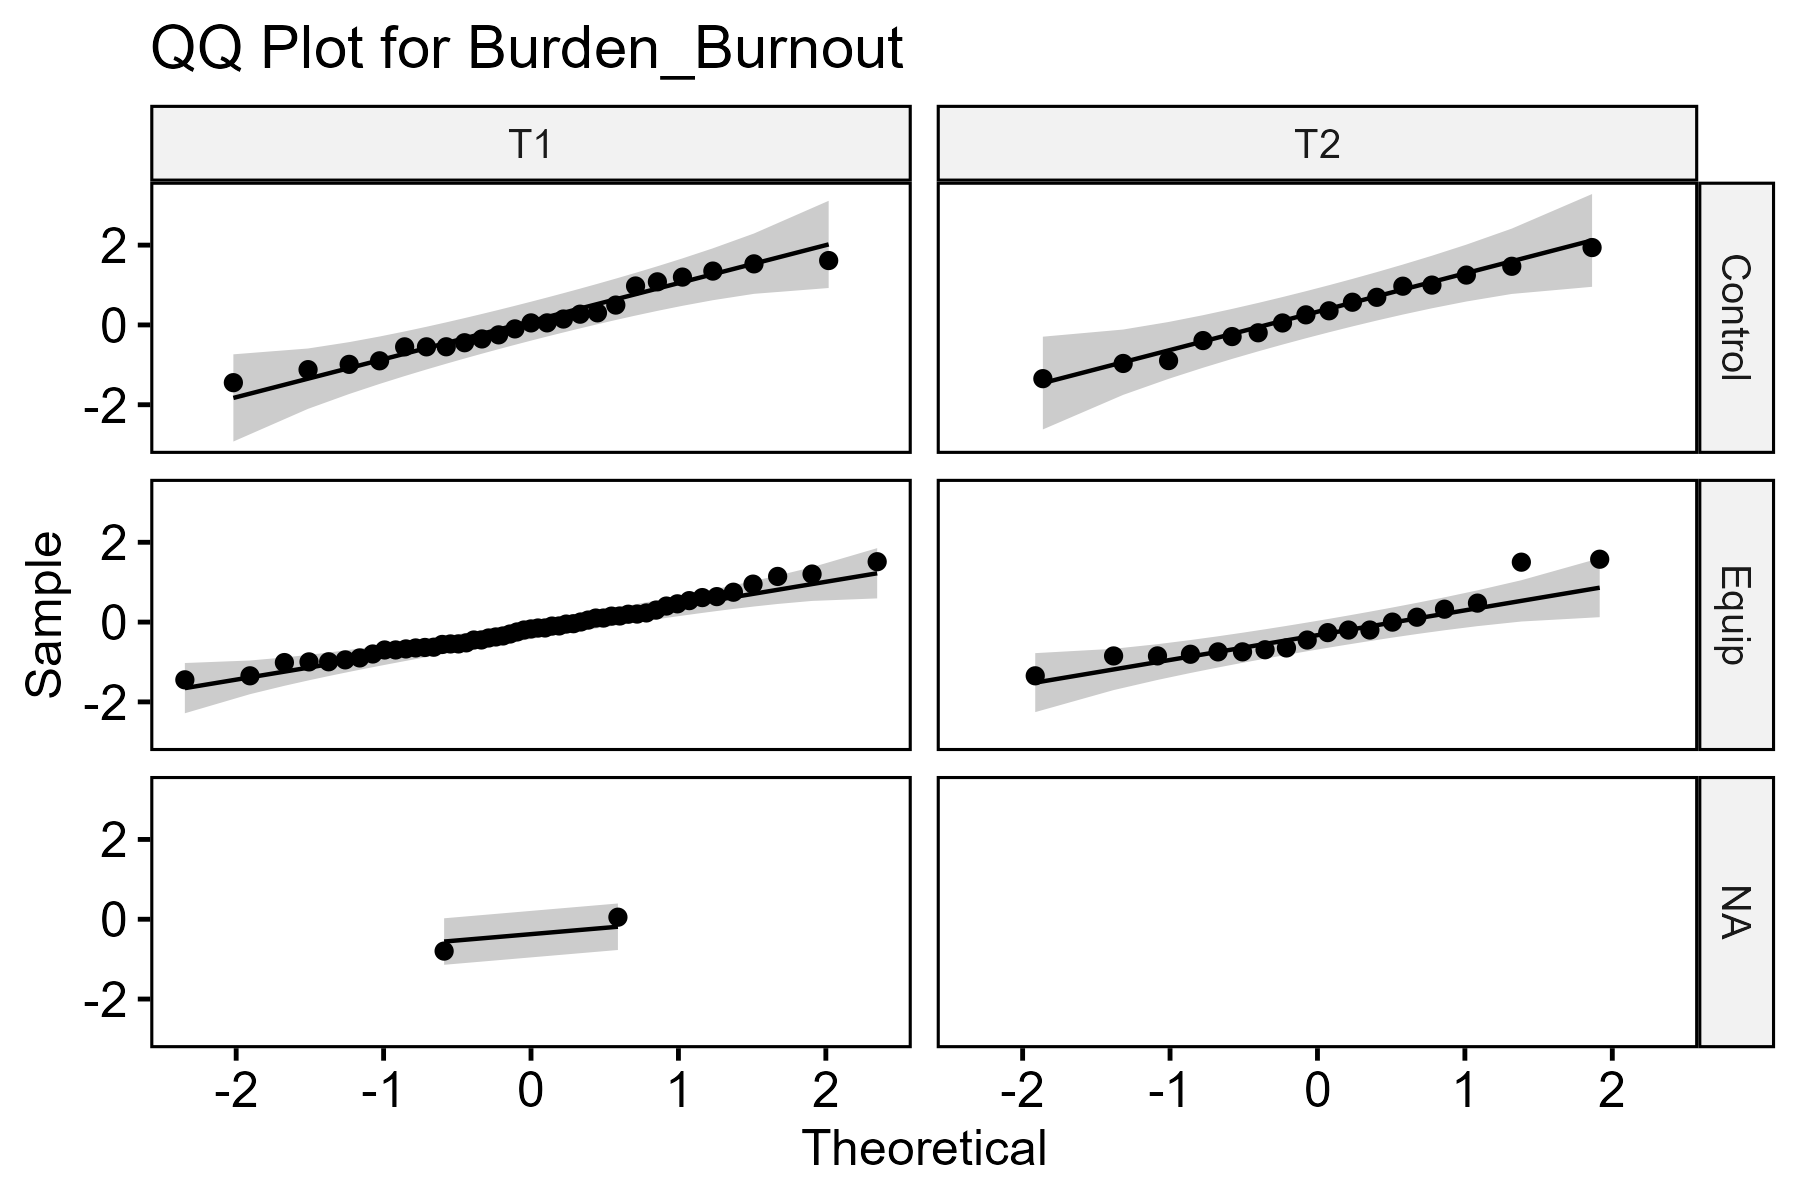 QQ Plot for Burden_Burnout
T1
T2
2
0
-2
Control
2
0
-2
Equip
2
0
-2
NA
Sample
-2 -1 0 1 2
-2 -1 0 1 2
Theoretical